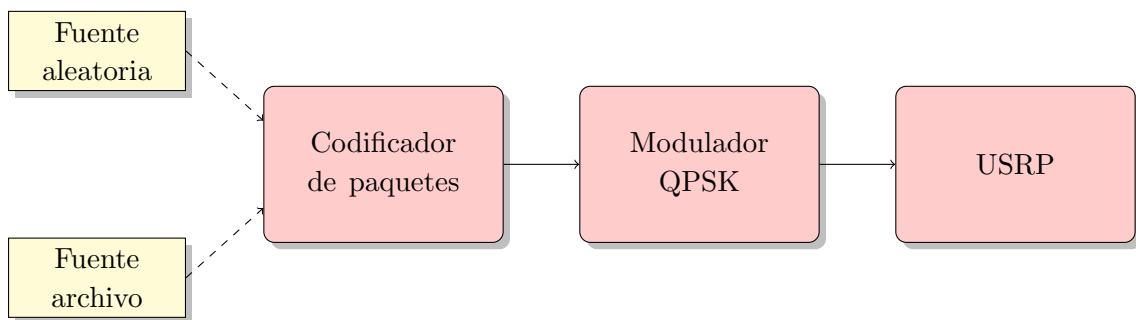 Fuente
aleatoria
Codificador
de paquetes
Modulador
QPSK
USRP
Fuente
archivo